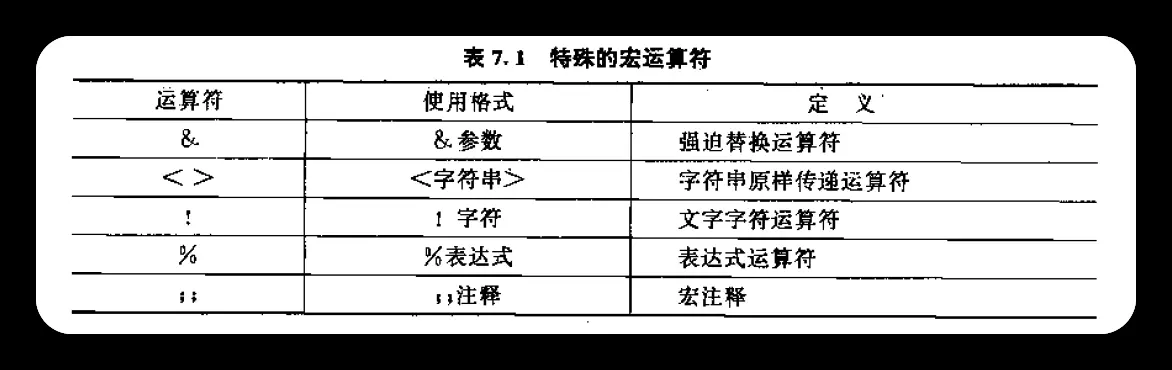 表 7.1 特殊的宏运算符
运算符 使用格式 定 义
& &参数 强迫替换运算符
< > <字符串> 字符串原样传递运算符
! ! 字符 文字字符运算符
% %表达式 表达式运算符
;; ;;注释 宏注释